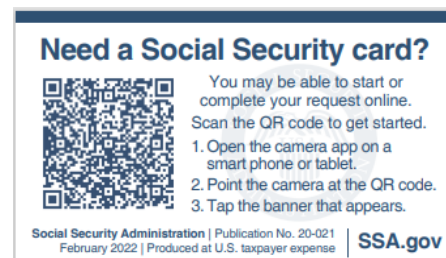 Need a Social Security card?
You may be able to start or
complete your request online.
Scan the QR code to get started.
1. Open the camera app on a
smart phone or tablet.
2. Point the camera at the QR code.
3. Tap the banner that appears.
Social Security Administration | Publication No. 20-021
February 2022 | Produced at U.S. taxpayer expense
SSA.gov